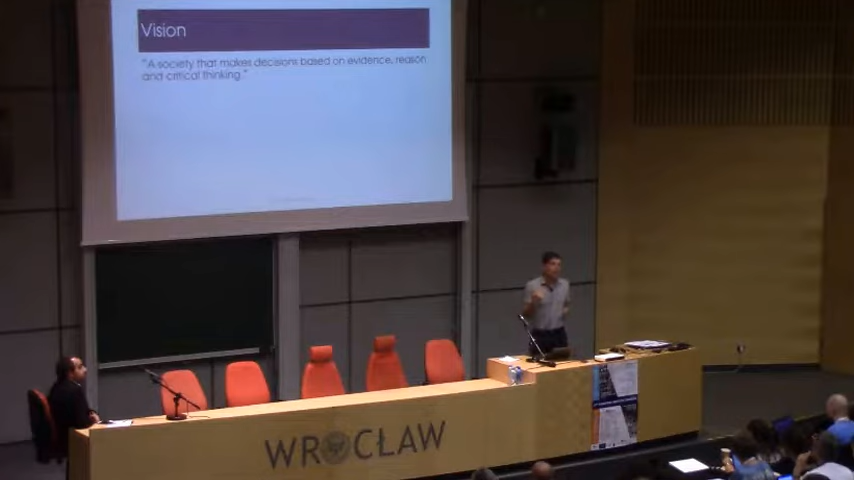 Vision
"A society that makes decisions based on evidence, reason
and critical thinking."
WROCŁAW